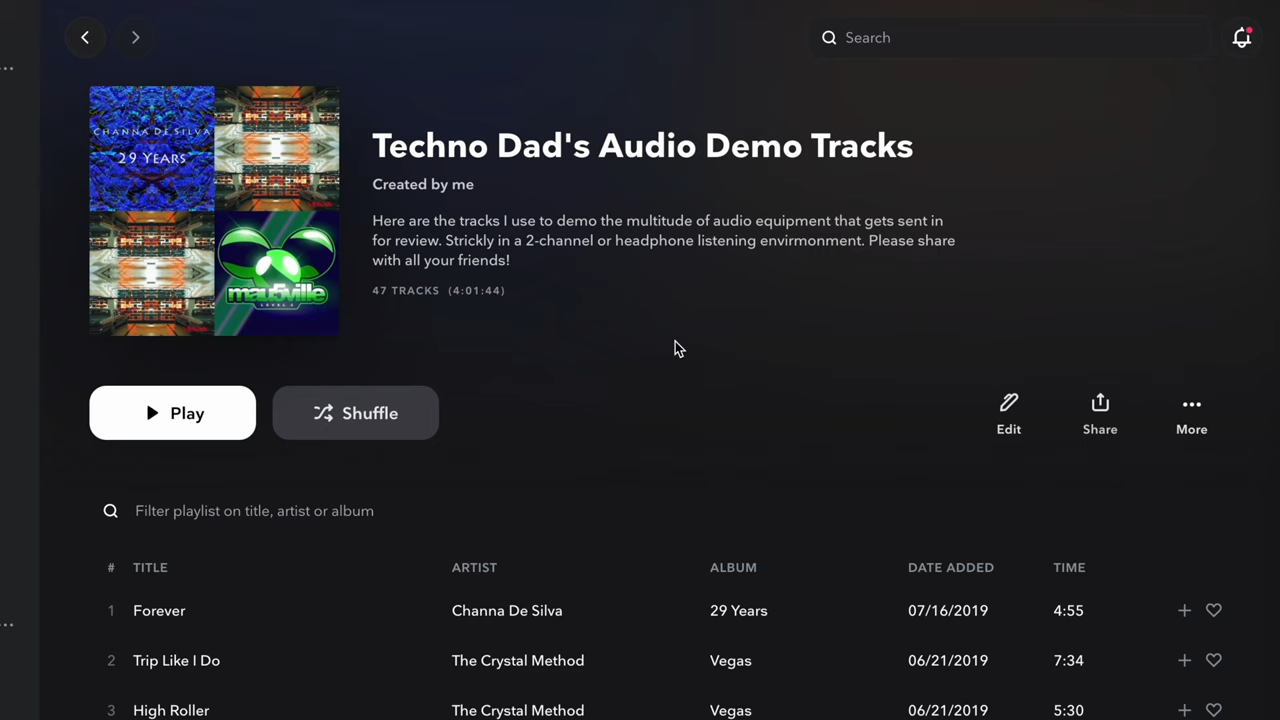 Search
CHANNA DE SILVA
29 YEARS
mau5ville
LEVEL
Techno Dad's Audio Demo Tracks
Created by me
Here are the tracks I use to demo the multitude of audio equipment that gets sent in
for review. Strickly in a 2-channel or headphone listening envirmonment. Please share
with all your friends!
47 TRACKS (4:01:44)
Play
Shuffle
Edit
Share
More
Filter playlist on title, artist or album
# TITLE ARTIST ALBUM DATE ADDED TIME
1 Forever Channa De Silva 29 Years 07/16/2019 4:55
2 Trip Like I Do The Crystal Method Vegas 06/21/2019 7:34
3 High Roller The Crystal Method Vegas 06/21/2019 5:30